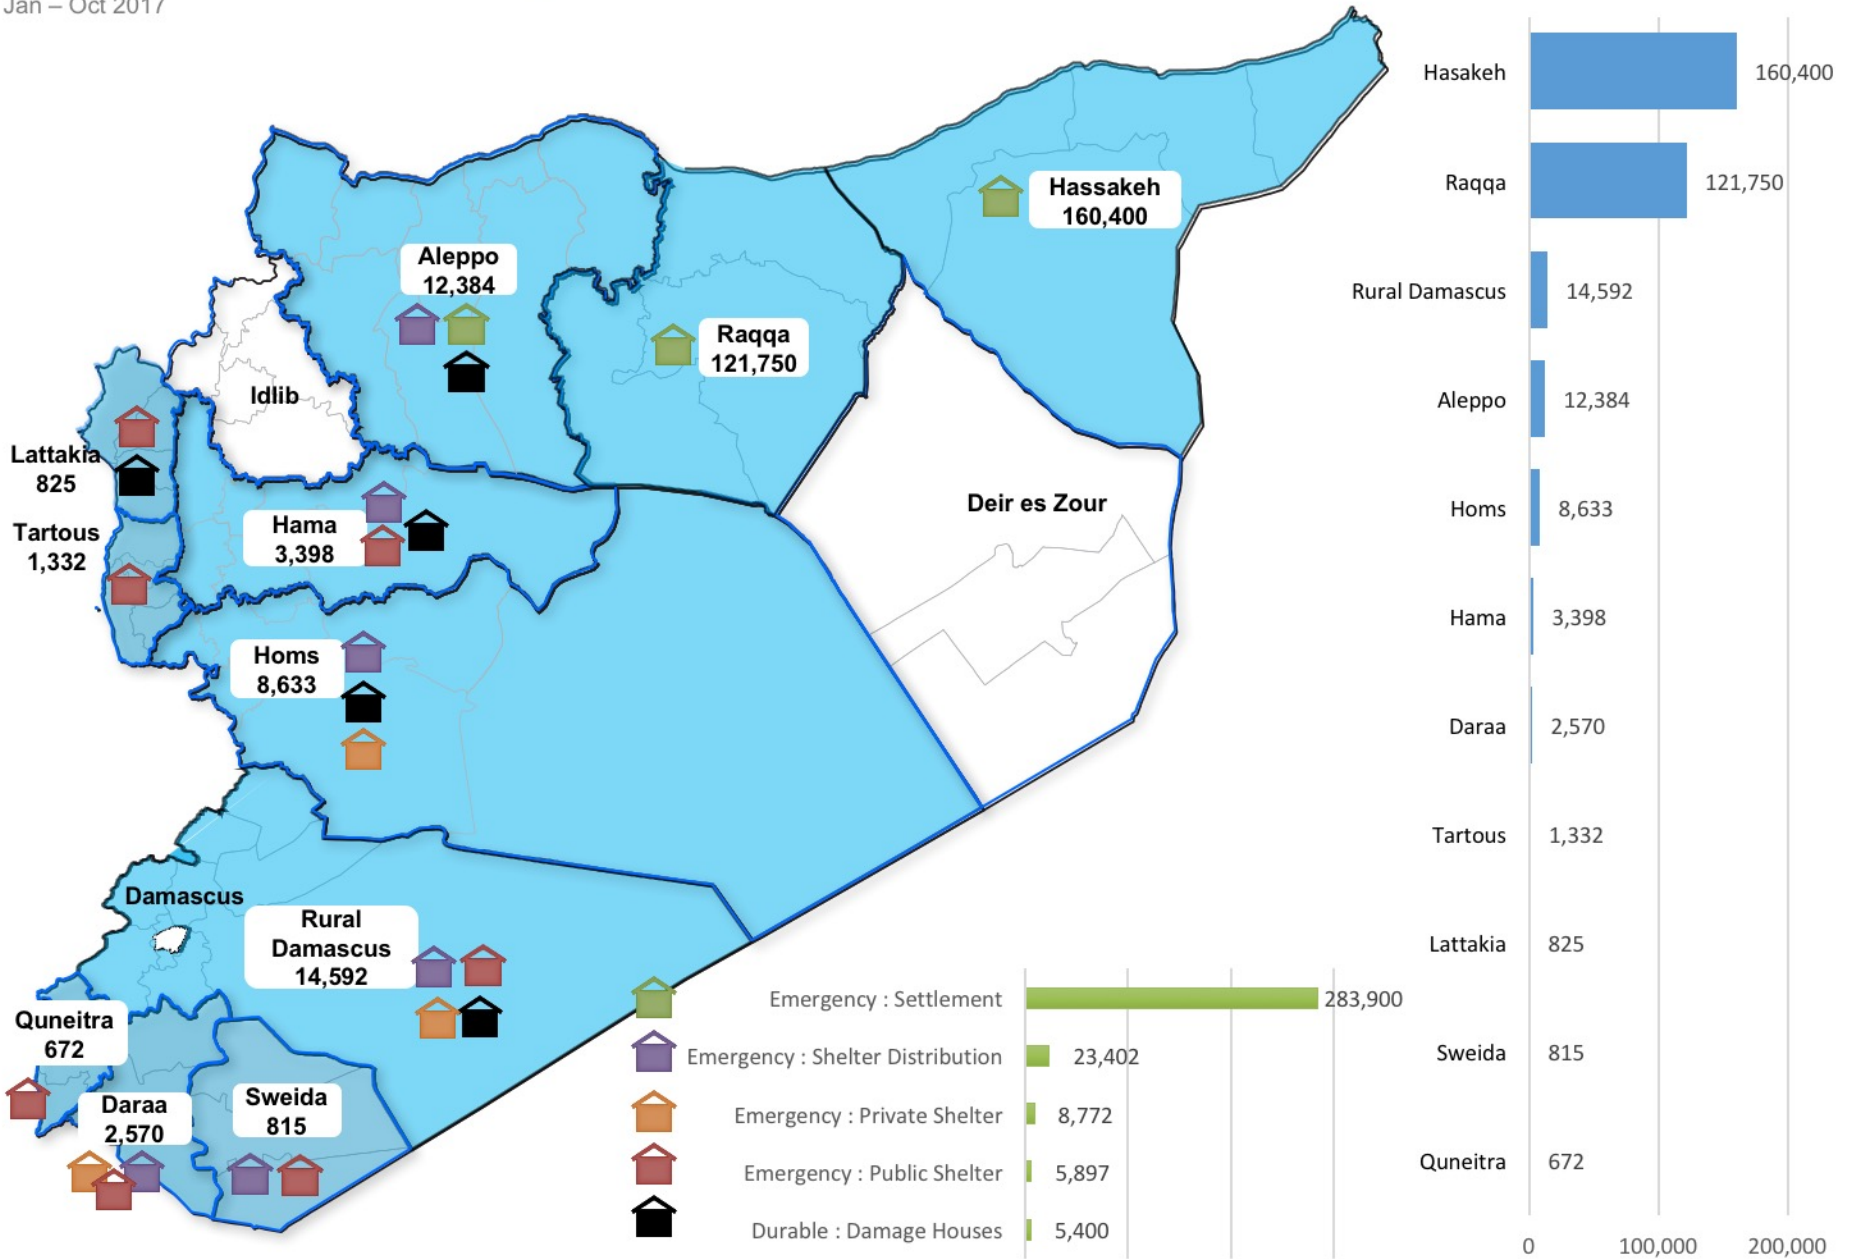 Jan – Oct 2017
Hassakeh
160,400
Aleppo
12,384
Raqqa
121,750
Idlib
Lattakia
825
Tartous
1,332
Hama
3,398
Deir es Zour
Homs
8,633
Damascus
Rural
Damascus
14,592
Quneitra
672
Daraa
2,570
Sweida
815
Emergency : Settlement 283,900
Emergency : Shelter Distribution 23,402
Emergency : Private Shelter 8,772
Emergency : Public Shelter 5,897
Durable : Damage Houses 5,400
Hasakeh 160,400
Raqqa 121,750
Rural Damascus 14,592
Aleppo 12,384
Homs 8,633
Hama 3,398
Daraa 2,570
Tartous 1,332
Lattakia 825
Sweida 815
Quneitra 672
0 100,000 200,000